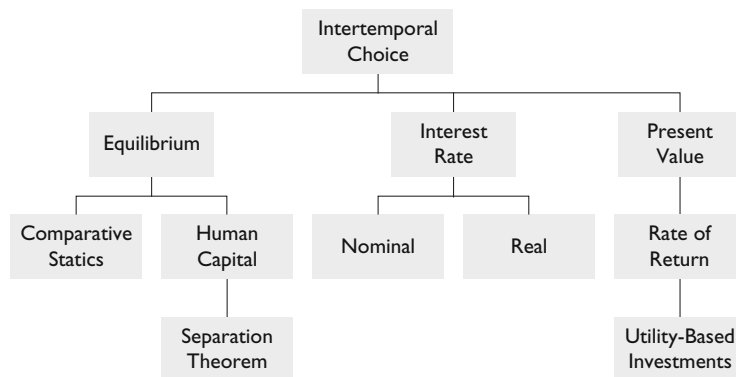 Intertemporal
Choice
Equilibrium
Interest
Rate
Present
Value
Comparative
Statics
Human
Capital
Nominal
Real
Rate of
Return
Separation
Theorem
Utility-Based
Investments